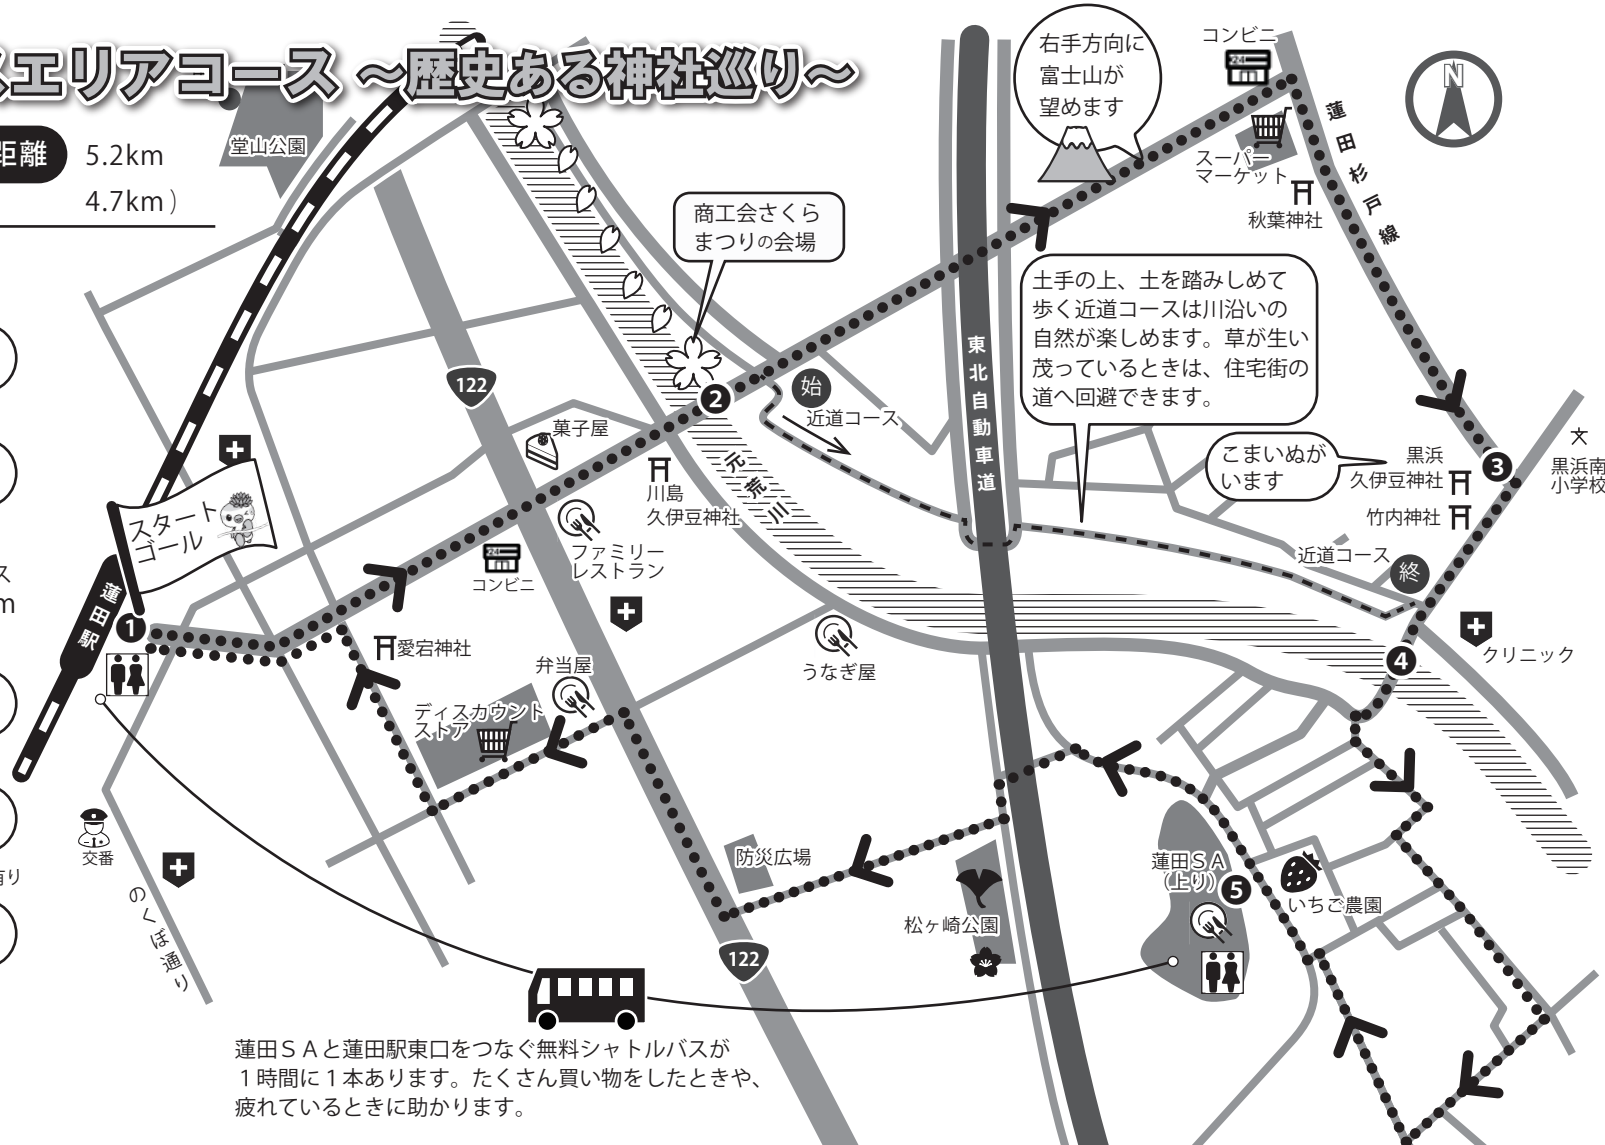 スエリアコース ～歴史ある神社巡り～
距離
5.2km
4.7km）
ス
m
有り
堂山公園
商工会さくら
まつりの会場
右手方向に
富士山が
望めます
コンビニ
N
スーパー
マーケット
秋葉神社
蓮田杉戸線
土手の上、土を踏みしめて
歩く近道コースは川沿いの
自然が楽しめます。草が生い
茂っているときは、住宅街の
道へ回避できます。
東北自動車道
122
2
始
近道コース
菓子屋
川島
久伊豆神社
元荒川
こまいぬが
います
黒浜
久伊豆神社
竹内神社
3
文
黒浜南
小学校
近道コース
終
スタート
ゴール
蓮田駅
1
ファミリー
レストラン
コンビニ
愛宕神社
弁当屋
うなぎ屋
4
クリニック
ディスカウント
ストア
交番
のくぼ通り
防災広場
松ヶ崎公園
蓮田ＳＡ
（上り）
5
いちご農園
122
蓮田ＳＡと蓮田駅東口をつなぐ無料シャトルバスが
１時間に１本あります。たくさん買い物をしたときや、
疲れているときに助かります。